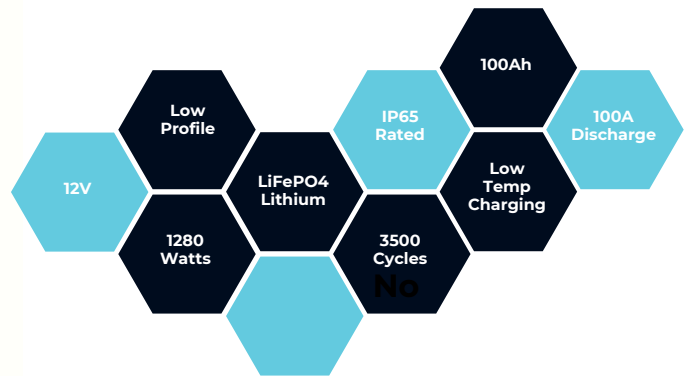 100Ah
Low
Profile
IP65
Rated
100A
Discharge
12V
LiFePO4
Lithium
Low
Temp
Charging
1280
Watts
3500
Cycles
No